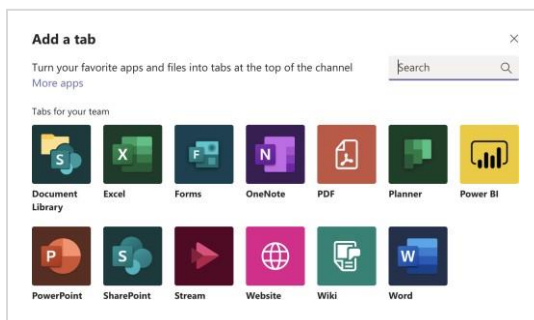 Add a tab
Turn your favorite apps and files into tabs at the top of the channel
Search
More apps
Tabs for your team
Document Library
Excel
Forms
OneNote
PDF
Planner
Power BI
PowerPoint
SharePoint
Stream
Website
Wiki
Word